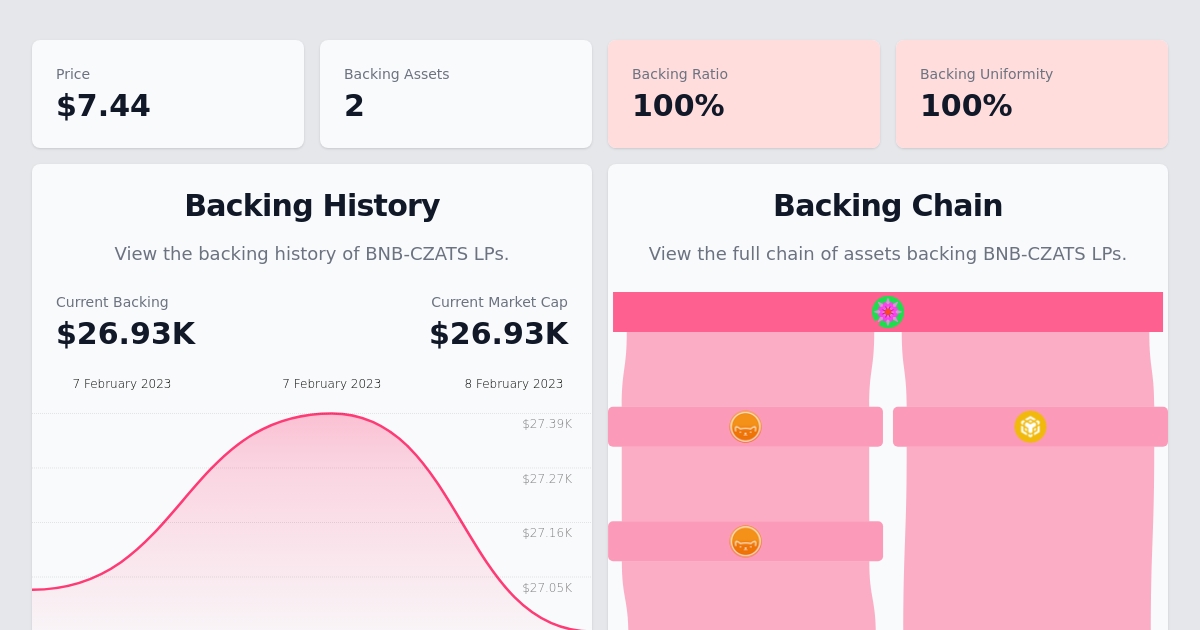 Price
$7.44
Backing Assets
2
Backing Ratio
100%
Backing Uniformity
100%
Backing History
View the backing history of BNB-CZATS LPs.
Current Backing
$26.93K
Current Market Cap
$26.93K
7 February 2023
7 February 2023
8 February 2023
$27.39K
$27.27K
$27.16K
$27.05K
Backing Chain
View the full chain of assets backing BNB-CZATS LPs.